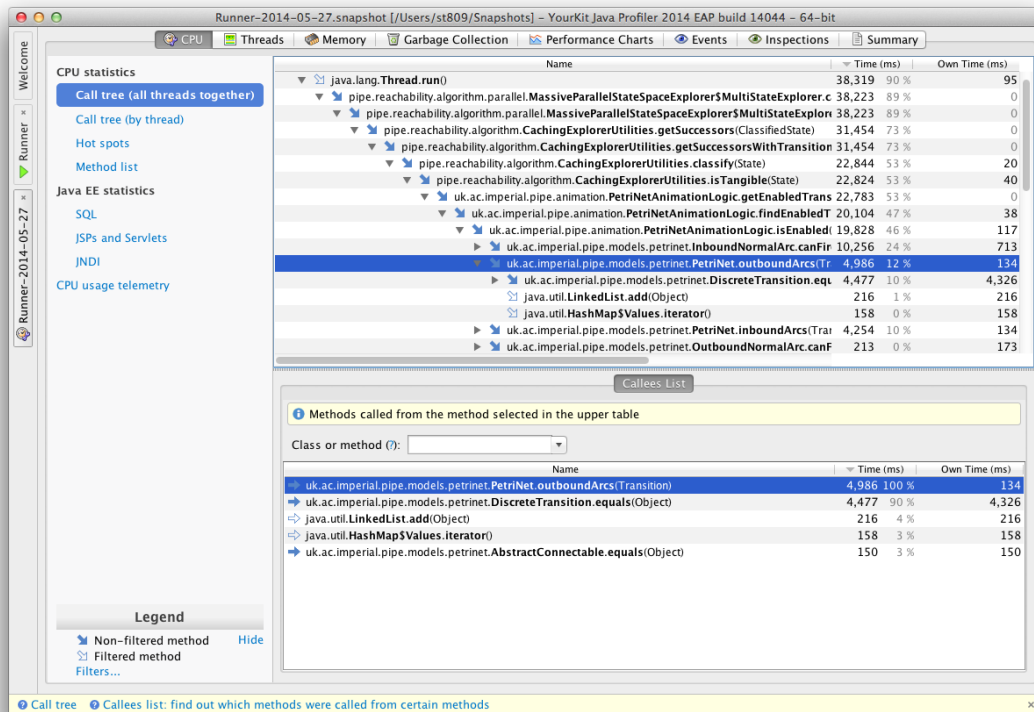 Runner-2014-05-27.snapshot [/Users/st809/Snapshots] - YourKit Java Profiler 2014 EAP build 14044 - 64-bit
Welcome
Runner
Runner-2014-05-27
CPU Threads Memory Garbage Collection Performance Charts Events Inspections Summary
CPU statistics
Call tree (all threads together)
Call tree (by thread)
Hot spots
Method list
Java EE statistics
SQL
JSPs and Servlets
JNDI
CPU usage telemetry
Legend
Non-filtered method Hide
Filtered method
Filters...
Name Time (ms) Own Time (ms)
java.lang.Thread.run() 38,319 90 % 95
pipe.reachability.algorithm.parallel.MassiveParallelStateSpaceExplorer$MultiStateExplorer.c 38,223 89 % 0
pipe.reachability.algorithm.parallel.MassiveParallelStateSpaceExplorer$MultiStateExplore 38,223 89 % 0
pipe.reachability.algorithm.CachingExplorerUtilities.getSuccessors(ClassifiedState) 31,454 73 % 0
pipe.reachability.algorithm.CachingExplorerUtilities.getSuccessorsWithTransition 31,454 73 % 0
pipe.reachability.algorithm.CachingExplorerUtilities.classify(State) 22,844 53 % 20
pipe.reachability.algorithm.CachingExplorerUtilities.isTangible(State) 22,824 53 % 40
uk.ac.imperial.pipe.animation.PetriNetAnimationLogic.getEnabledTrans 22,783 53 % 0
uk.ac.imperial.pipe.animation.PetriNetAnimationLogic.findEnabledT 20,104 47 % 38
uk.ac.imperial.pipe.animation.PetriNetAnimationLogic.isEnabled( 19,828 46 % 117
uk.ac.imperial.pipe.models.petrinet.InboundNormalArc.canFir 10,256 24 % 713
uk.ac.imperial.pipe.models.petrinet.PetriNet.outboundArcs(Tr 4,986 12 % 134
uk.ac.imperial.pipe.models.petrinet.DiscreteTransition.equ 4,477 10 % 4,326
java.util.LinkedList.add(Object) 216 1 % 216
java.util.HashMap$Values.iterator() 158 0 % 158
uk.ac.imperial.pipe.models.petrinet.PetriNet.inboundArcs(Trar 4,254 10 % 134
uk.ac.imperial.pipe.models.petrinet.OutboundNormalArc.canF 213 0 % 173
Callees List
Methods called from the method selected in the upper table
Class or method (?):
Name Time (ms) Own Time (ms)
uk.ac.imperial.pipe.models.petrinet.PetriNet.outboundArcs(Transition) 4,986 100 % 134
uk.ac.imperial.pipe.models.petrinet.DiscreteTransition.equals(Object) 4,477 90 % 4,326
java.util.LinkedList.add(Object) 216 4 % 216
java.util.HashMap$Values.iterator() 158 3 % 158
uk.ac.imperial.pipe.models.petrinet.AbstractConnectable.equals(Object) 150 3 % 150
Call tree Callees list: find out which methods were called from certain methods